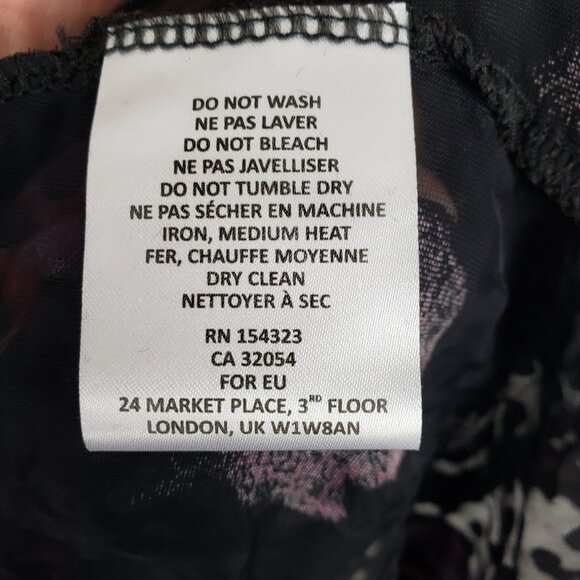 DO NOT WASH
NE PAS LAVER
DO NOT BLEACH
NE PAS JAVELLISER
DO NOT TUMBLE DRY
NE PAS SÉCHER EN MACHINE
IRON, MEDIUM HEAT
FER, CHAUFFE MOYENNE
DRY CLEAN
NETTOYER À SEC
RN 154323
CA 32054
FOR EU
24 MARKET PLACE, 3RD FLOOR
LONDON, UK W1W8AN